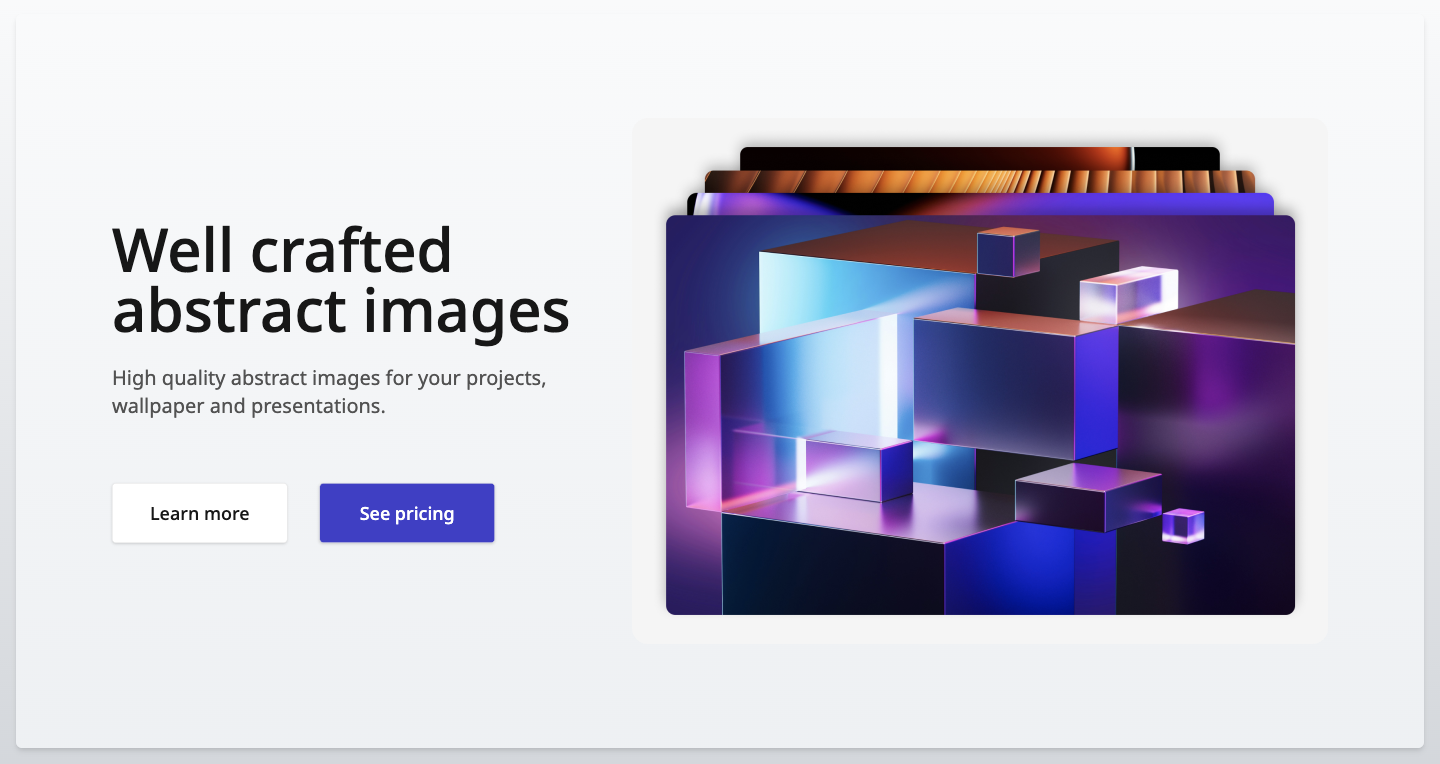 Well crafted
abstract images
High quality abstract images for your projects,
wallpaper and presentations.
Learn more
See pricing